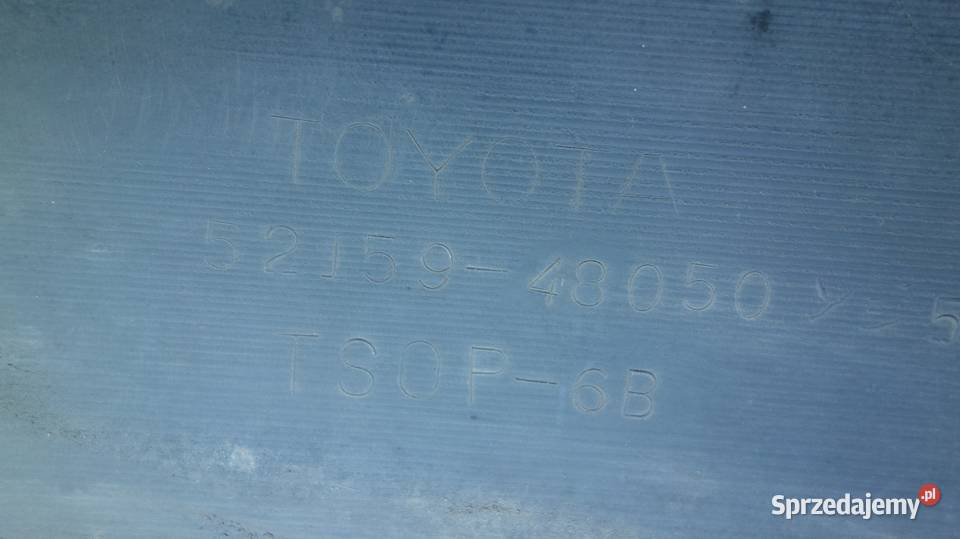 TOYOTA
52159-48050
TSOP-6B
Sprzedajemy.pl